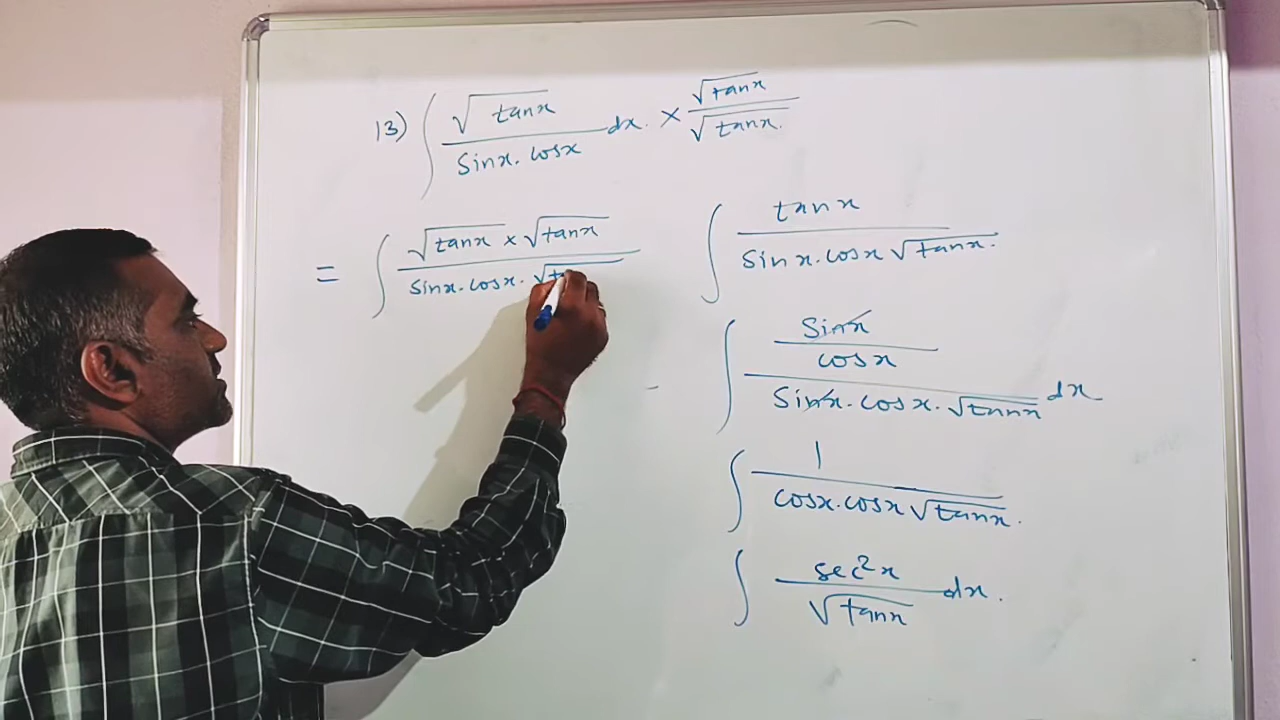 13) ∫ √tanx / Sinx. cosx dx. × √tanx / √tanx.
= ∫ √tanx × √tanx / Sinx. cosx. √t
∫ tanx / Sinx.cosx √tanx.
- ∫ Sinx / cosx / Sinx.cosx.√tanx dx
∫ 1 / cosx.cosx √tanx.
∫ sec²x / √tanx dx.